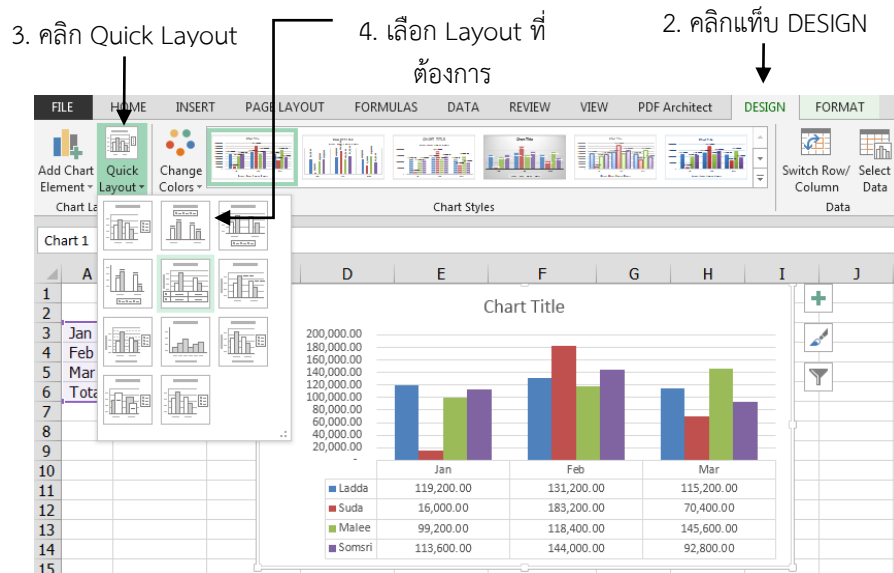 3. คลิก Quick Layout
4. เลือก Layout ที่
ต้องการ
2. คลิกแท็บ DESIGN
FILE HOME INSERT PAGE LAYOUT FORMULAS DATA REVIEW VIEW PDF Architect DESIGN FORMAT
Add Chart Element
Quick Layout
Change Colors
Switch Row/ Column
Select Data
Chart La
Chart Styles
Data
Chart 1
A D E F G H I J
1
2
3 Jan
4 Feb
5 Mar
6 Tota
7
8
9
10
11
12
13
14
15
Chart Title
200,000.00
180,000.00
160,000.00
140,000.00
120,000.00
100,000.00
80,000.00
60,000.00
40,000.00
20,000.00
-
Jan Feb Mar
Ladda 119,200.00 131,200.00 115,200.00
Suda 16,000.00 183,200.00 70,400.00
Malee 99,200.00 118,400.00 145,600.00
Somsri 113,600.00 144,000.00 92,800.00